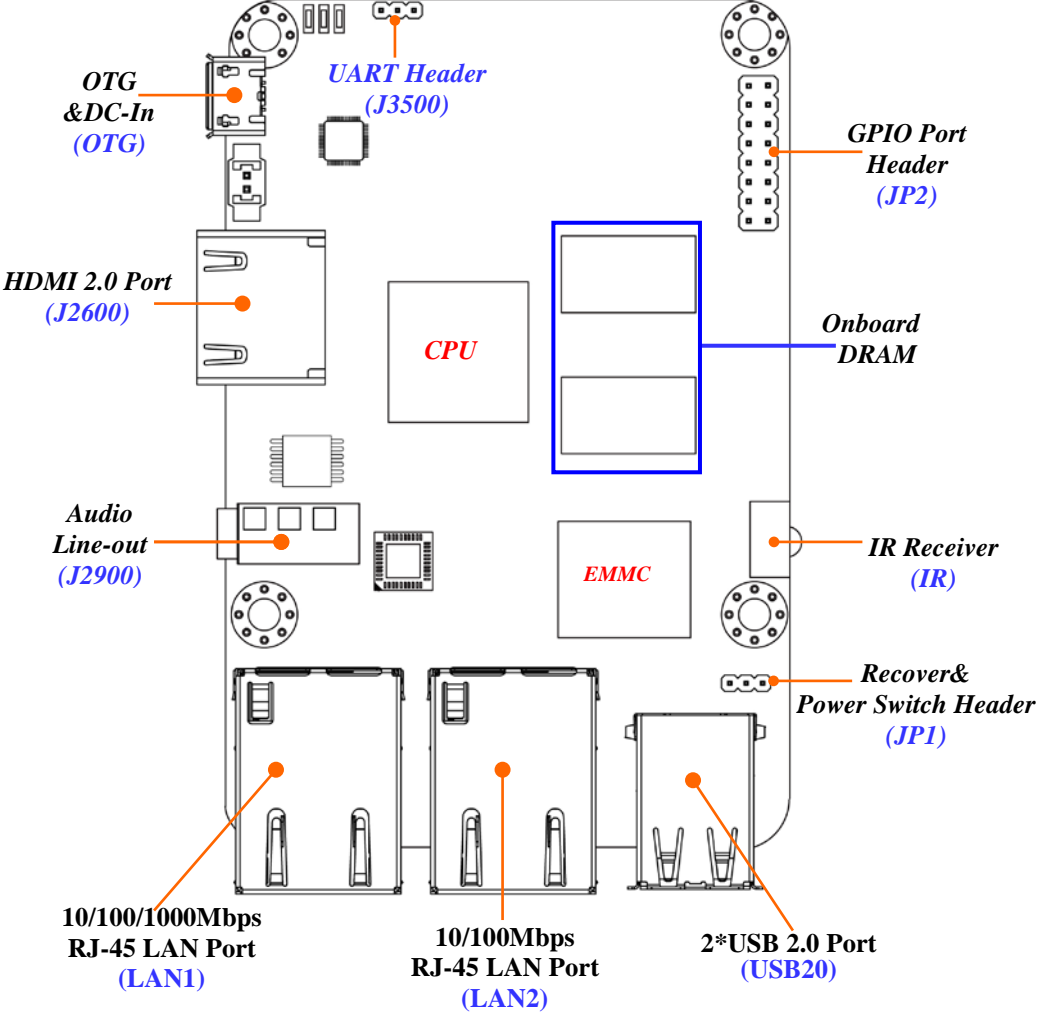 UART Header
(J3500)
OTG
&DC-In
(OTG)
GPIO Port
Header
(JP2)
HDMI 2.0 Port
(J2600)
CPU
Onboard
DRAM
Audio
Line-out
(J2900)
EMMC
IR Receiver
(IR)
Recover&
Power Switch Header
(JP1)
10/100/1000Mbps
RJ-45 LAN Port
(LAN1)
10/100Mbps
RJ-45 LAN Port
(LAN2)
2*USB 2.0 Port
(USB20)